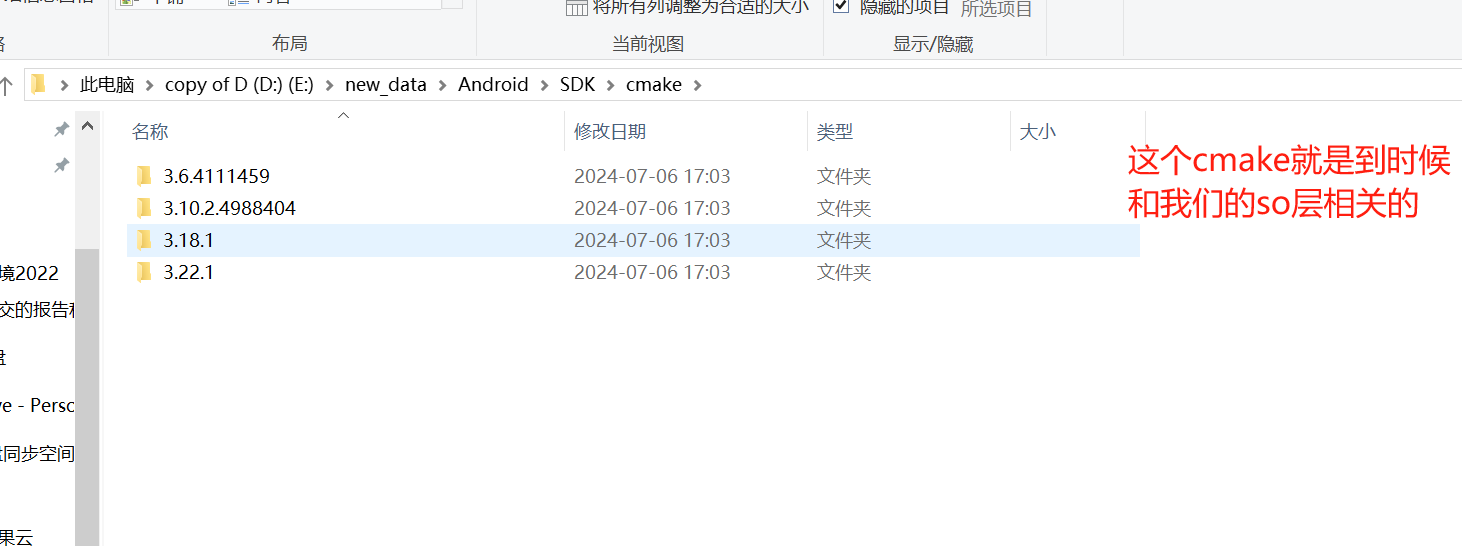 将所有列调整为合适的大小
隐藏的项目
所选项目
布局
当前视图
显示/隐藏
此电脑 copy of D (D:) (E:) new_data Android SDK cmake
名称 修改日期 类型 大小
3.6.4111459 2024-07-06 17:03 文件夹
3.10.2.4988404 2024-07-06 17:03 文件夹
3.18.1 2024-07-06 17:03 文件夹
3.22.1 2024-07-06 17:03 文件夹
这个cmake就是到时候
和我们的so层相关的
境2022
交的报告
盘
ve - Perso
盘同步空间
果云